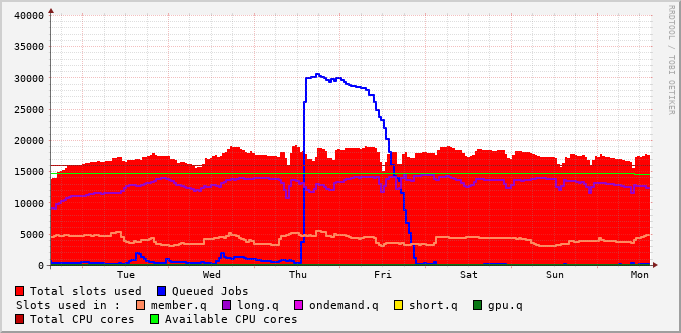 RRDTOOL / TOBI OETIKER
40000
35000
30000
25000
20000
15000
10000
5000
0
Tue Wed Thu Fri Sat Sun Mon
Total slots used Queued Jobs
Slots used in : member.q long.q ondemand.q short.q gpu.q
Total CPU cores Available CPU cores